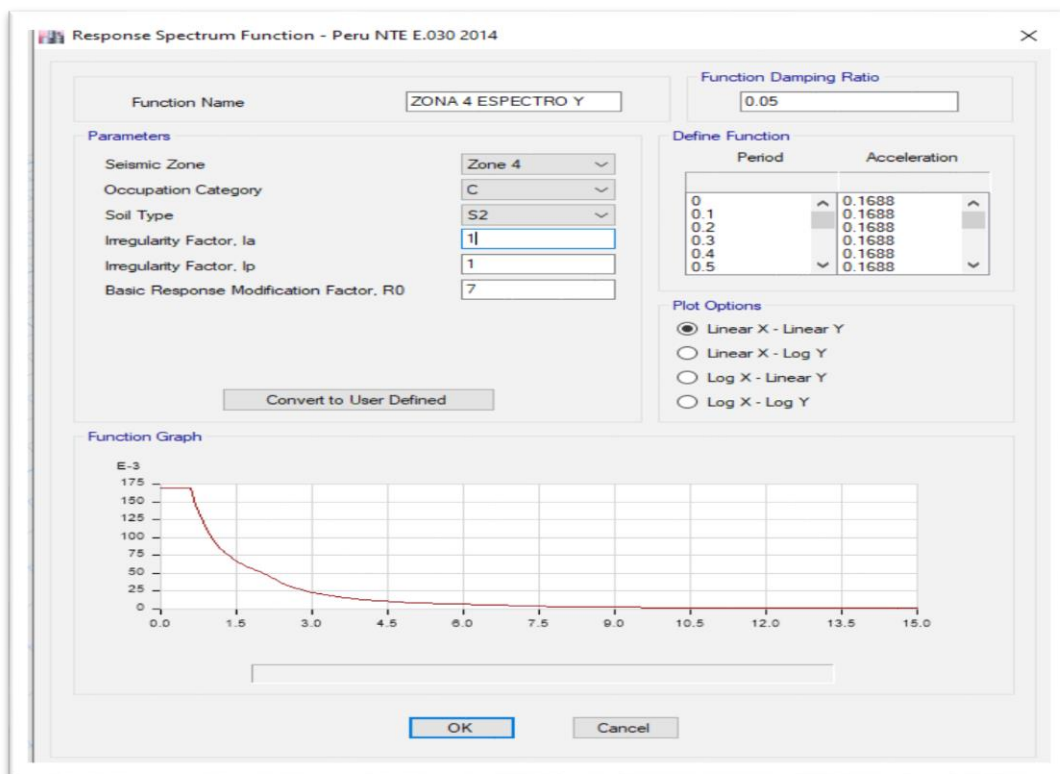 Response Spectrum Function - Peru NTE E.030 2014
Function Name
ZONA 4 ESPECTRO Y
Function Damping Ratio
0.05
Parameters
Seismic Zone
Zone 4
Occupation Category
C
Soil Type
S2
Irregularity Factor, Ia
1
Irregularity Factor, Ip
1
Basic Response Modification Factor, R0
7
Convert to User Defined
Define Function
Period Acceleration
0 0.1688
0.1 0.1688
0.2 0.1688
0.3 0.1688
0.4 0.1688
0.5 0.1688
Plot Options
Linear X - Linear Y
Linear X - Log Y
Log X - Linear Y
Log X - Log Y
Function Graph
E-3
175
150
125
100
75
50
25
0
0.0 1.5 3.0 4.5 6.0 7.5 9.0 10.5 12.0 13.5 15.0
OK Cancel